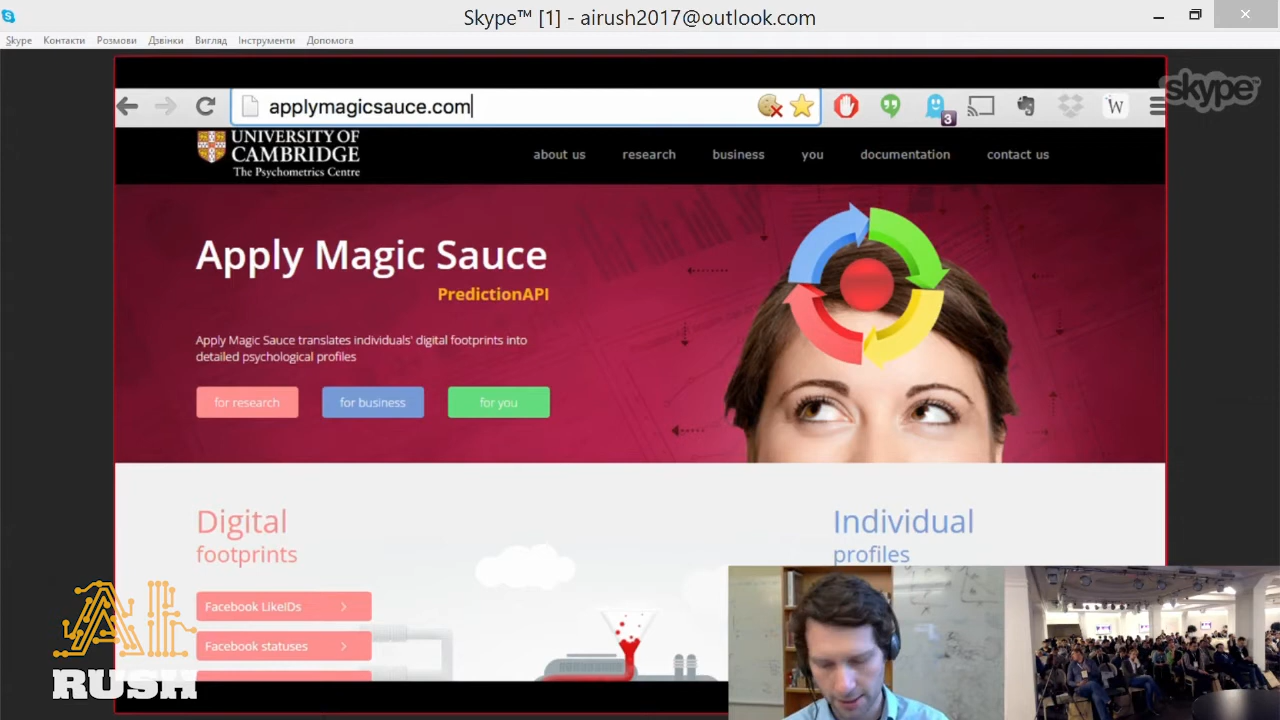 Skype™ [1] - airush2017@outlook.com
Skype Контакти Розмови Дзвінки Вигляд Інструменти Допомога
skype™
applymagicsauce.com
3
W
UNIVERSITY OF
CAMBRIDGE
The Psychometrics Centre
about us research business you documentation contact us
Apply Magic Sauce
PredictionAPI
Apply Magic Sauce translates individuals' digital footprints into
detailed psychological profiles
for research for business for you
Digital
footprints
Individual
profiles
Facebook LikeIDs
Facebook statuses
AI
RUSH